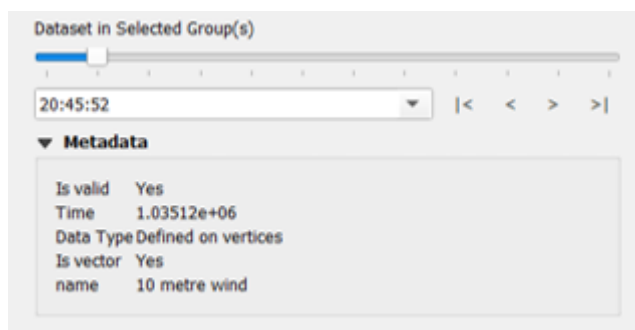 Dataset in Selected Group(s)
20:45:52 |< < > >|
Metadata
Is valid Yes
Time 1.03512e+06
Data Type Defined on vertices
Is vector Yes
name 10 metre wind